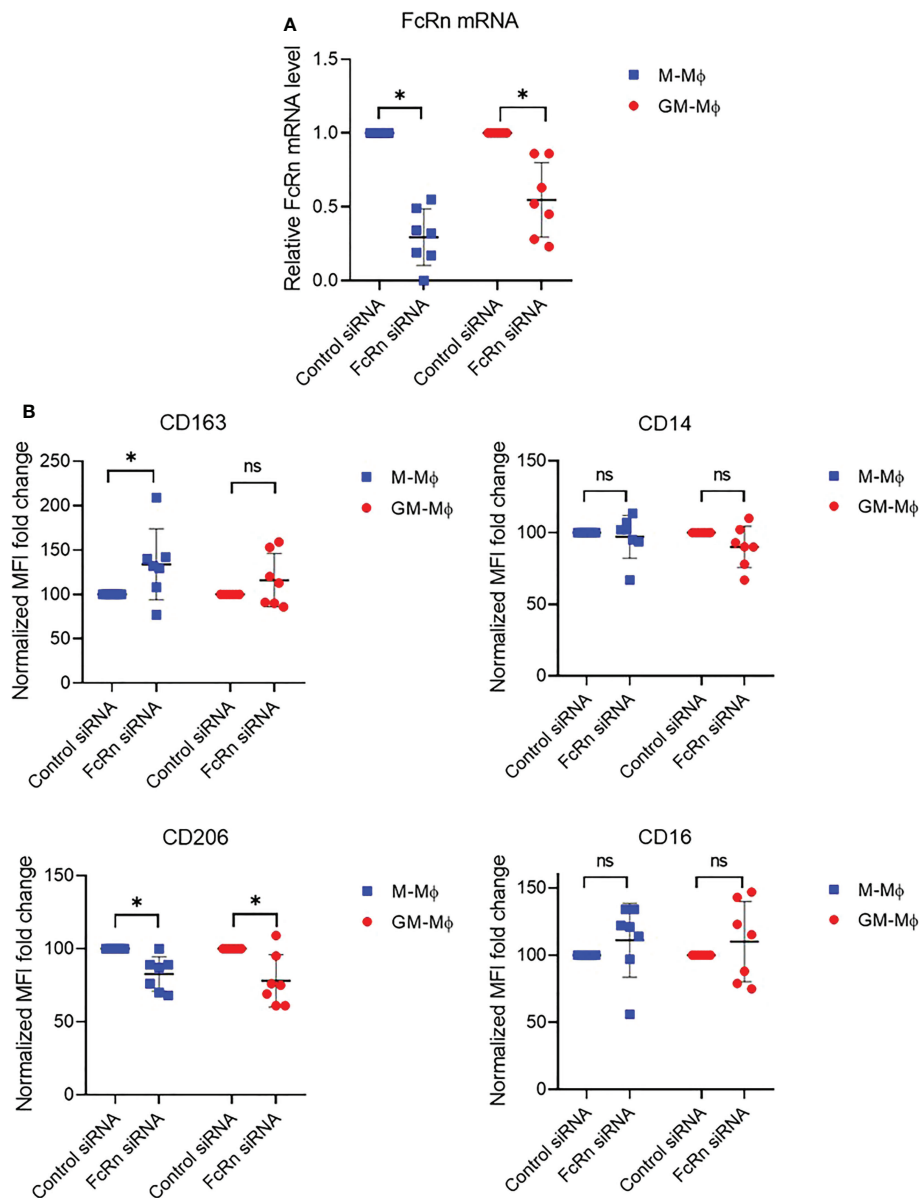 A
FcRn mRNA
Relative FcRn mRNA level
1.5
1.0
0.5
0.0
*
*
Control siRNA
FcRn siRNA
Control siRNA
FcRn siRNA
M-Mϕ
GM-Mϕ
B
CD163
Normalized MFI fold change
250
200
150
100
50
0
*
ns
Control siRNA
FcRn siRNA
Control siRNA
FcRn siRNA
M-Mϕ
GM-Mϕ
CD14
Normalized MFI fold change
150
100
50
0
ns
ns
Control siRNA
FcRn siRNA
Control siRNA
FcRn siRNA
M-Mϕ
GM-Mϕ
CD206
Normalized MFI fold change
150
100
50
0
*
*
Control siRNA
FcRn siRNA
Control siRNA
FcRn siRNA
M-Mϕ
GM-Mϕ
CD16
Normalized MFI fold change
150
100
50
0
ns
ns
Control siRNA
FcRn siRNA
Control siRNA
FcRn siRNA
M-Mϕ
GM-Mϕ